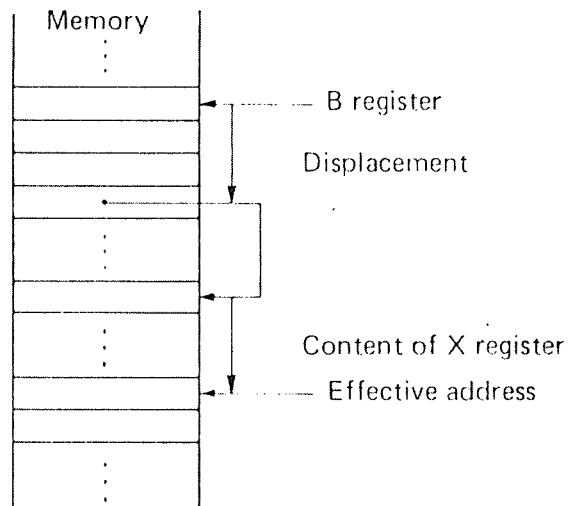 Memory
B register
Displacement
Content of X register
Effective address